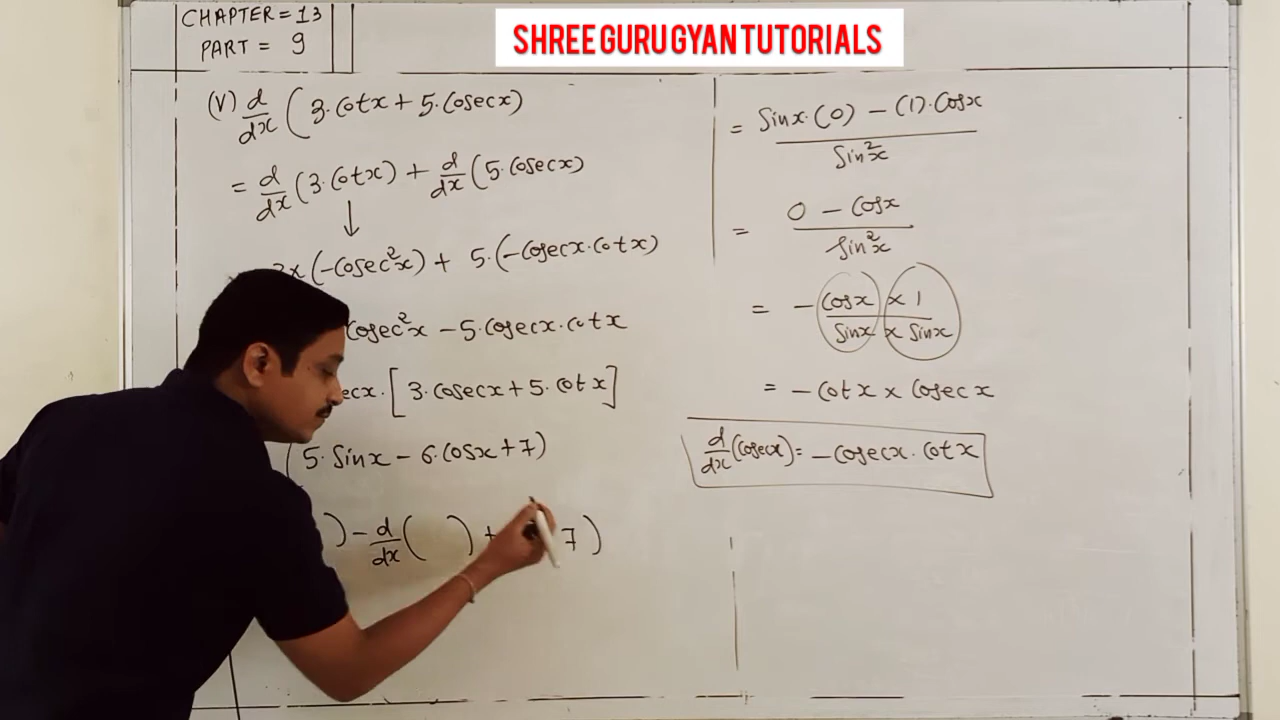 CHAPTER = 13
PART = 9
SHREE GURU GYAN TUTORIALS
(V) d/dx (3·Cotx + 5·Cosecx)
= d/dx (3·Cotx) + d/dx (5·Cosecx)
↓
x (-Cosec²x) + 5·(-Cosecx·Cotx)
Cosec²x - 5·Cosecx·Cotx
ecx·[3·Cosecx + 5·Cotx]
(5·Sinx - 6·Cosx + 7)
) - d/dx ( ) + 7)
= Sinx·(0) - (1)·Cosx / Sin²x
= 0 - Cosx / Sin²x
= - Cosx × 1 / Sinx × Sinx
= - Cotx × Cosecx
d/dx (Cosecx) = - Cosecx·Cotx